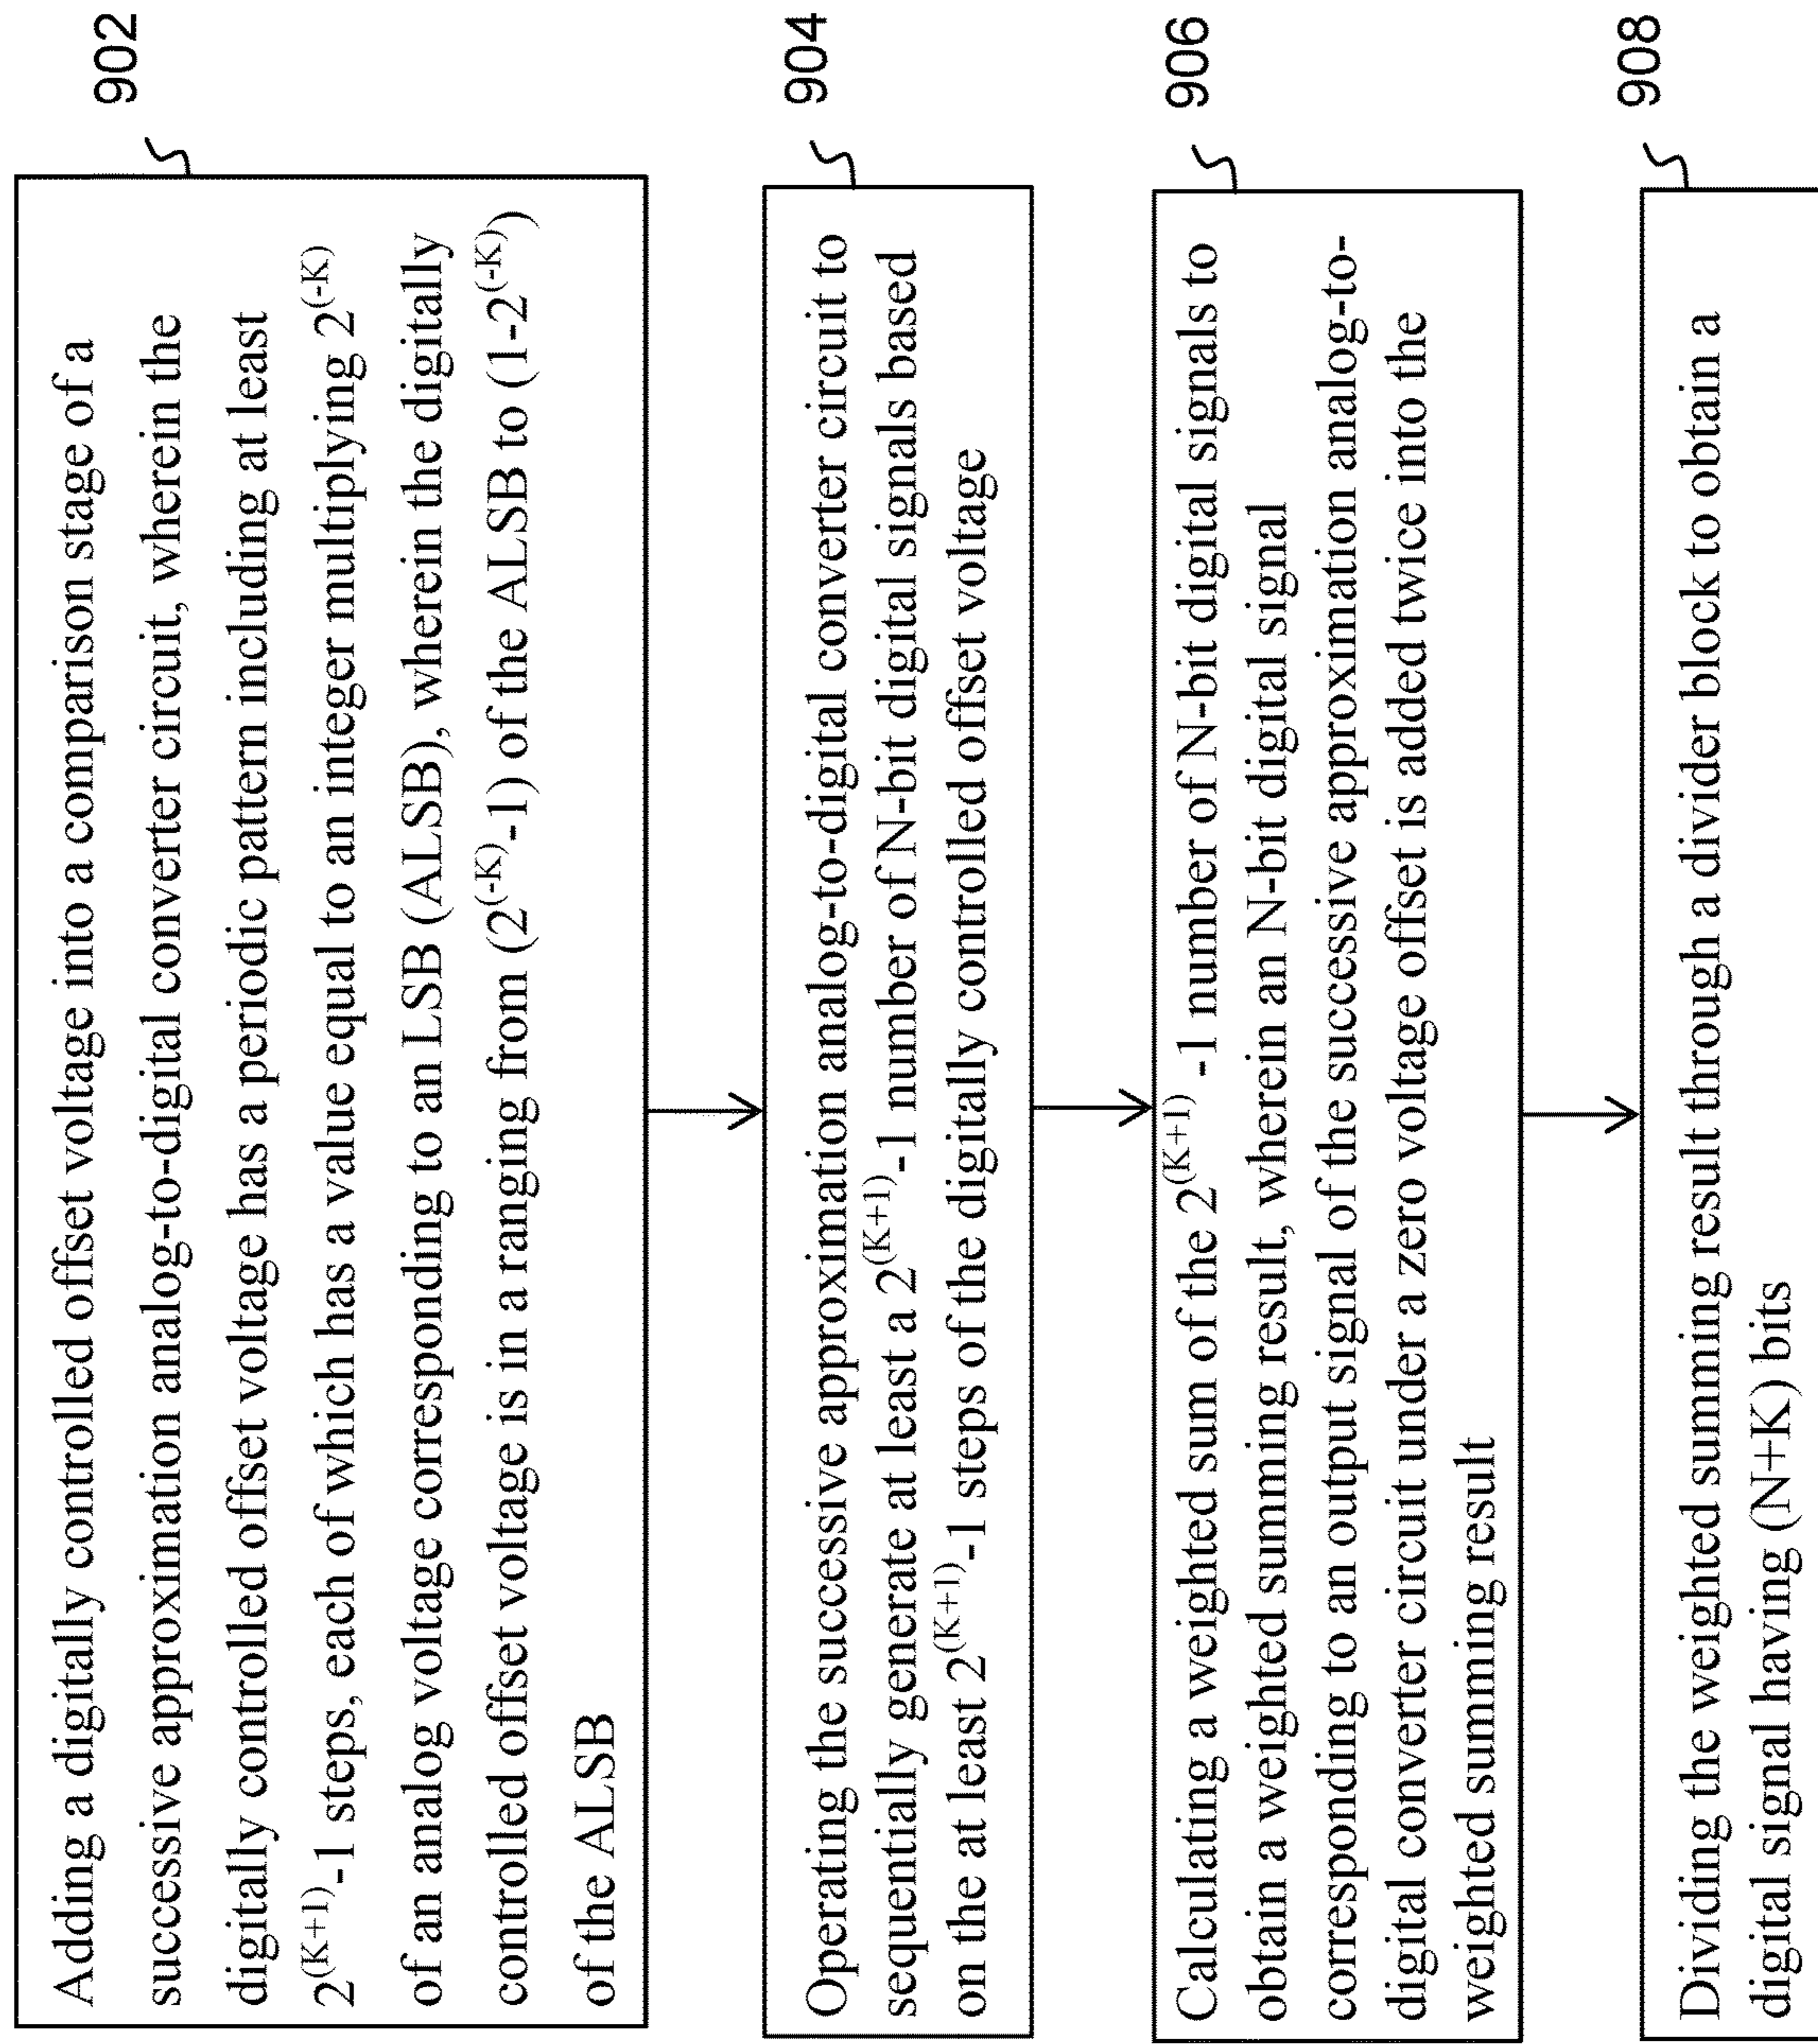 Adding a digitally controlled offset voltage into a comparison stage of a
successive approximation analog-to-digital converter circuit, wherein the
digitally controlled offset voltage has a periodic pattern including at least
2^(K+1)-1 steps, each of which has a value equal to an integer multiplying 2^(-K)
of an analog voltage corresponding to an LSB (ALSB), wherein the digitally
controlled offset voltage is in a ranging from (2^(-K)-1) of the ALSB to (1-2^(-K))
of the ALSB
902
Operating the successive approximation analog-to-digital converter circuit to
sequentially generate at least a 2^(K+1)-1 number of N-bit digital signals based
on the at least 2^(K+1)-1 steps of the digitally controlled offset voltage
904
Calculating a weighted sum of the 2^(K+1) -1 number of N-bit digital signals to
obtain a weighted summing result, wherein an N-bit digital signal
corresponding to an output signal of the successive approximation analog-to-
digital converter circuit under a zero voltage offset is added twice into the
weighted summing result
906
Dividing the weighted summing result through a divider block to obtain a
digital signal having (N+K) bits
908